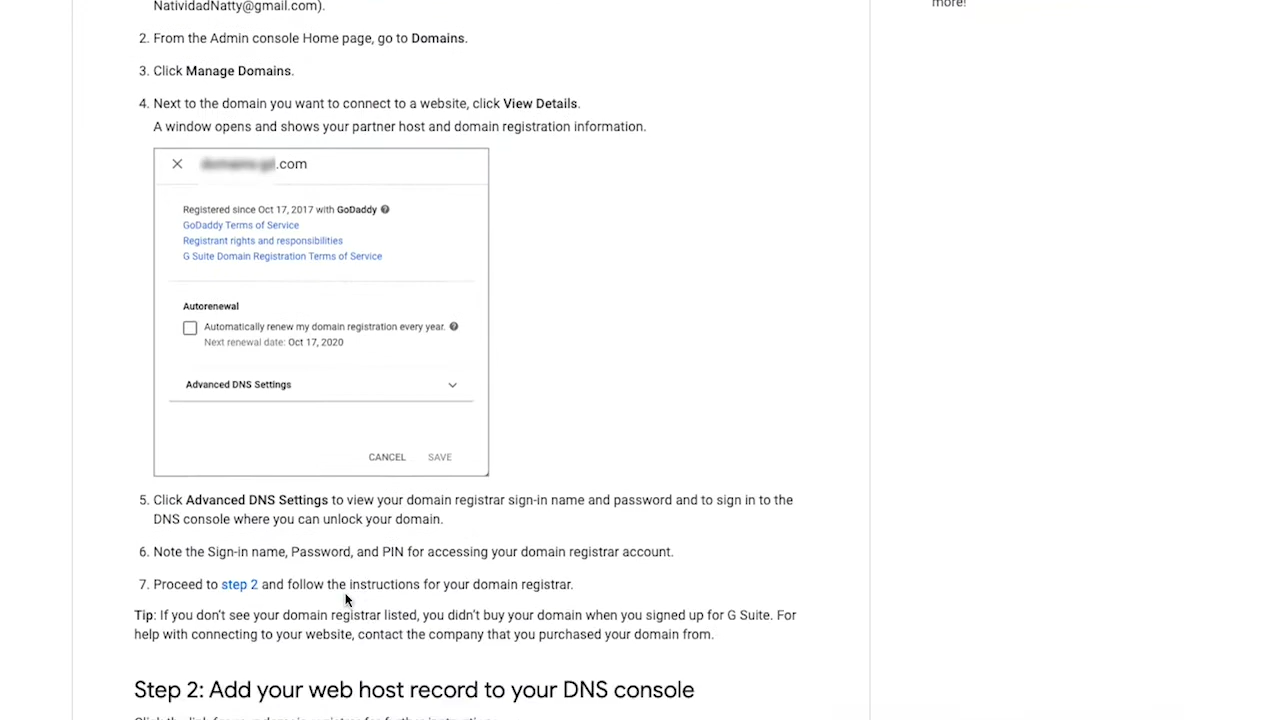 NatividadNatty@gmail.com).
more!
2. From the Admin console Home page, go to Domains.
3. Click Manage Domains.
4. Next to the domain you want to connect to a website, click View Details.
A window opens and shows your partner host and domain registration information.
.com
Registered since Oct 17, 2017 with GoDaddy
GoDaddy Terms of Service
Registrant rights and responsibilities
G Suite Domain Registration Terms of Service
Autorenewal
Automatically renew my domain registration every year.
Next renewal date: Oct 17, 2020
Advanced DNS Settings
CANCEL SAVE
5. Click Advanced DNS Settings to view your domain registrar sign-in name and password and to sign in to the
DNS console where you can unlock your domain.
6. Note the Sign-in name, Password, and PIN for accessing your domain registrar account.
7. Proceed to step 2 and follow the instructions for your domain registrar.
Tip: If you don't see your domain registrar listed, you didn't buy your domain when you signed up for G Suite. For
help with connecting to your website, contact the company that you purchased your domain from.
Step 2: Add your web host record to your DNS console